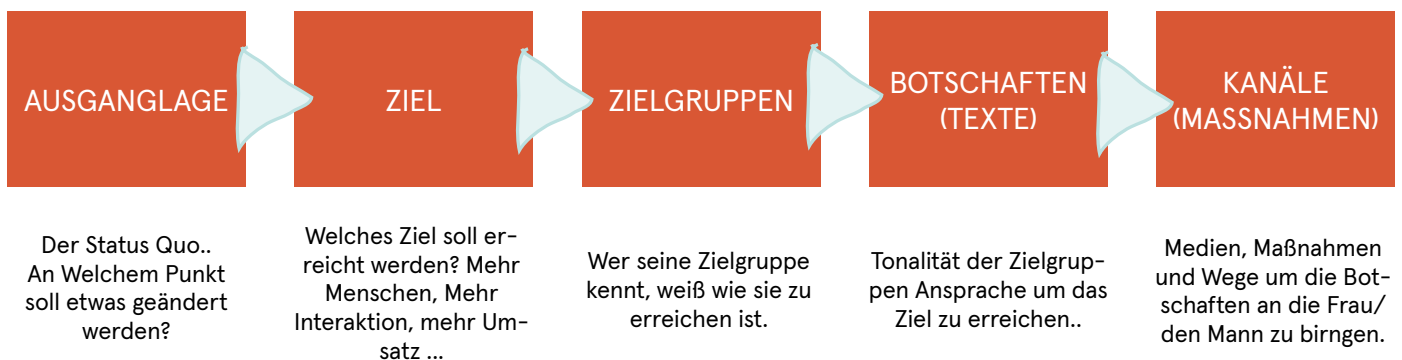 AUSGANGLAGE
ZIEL
ZIELGRUPPEN
BOTSCHAFTEN
(TEXTE)
KANÄLE
(MASSNAHMEN)
Der Status Quo..
An Welchem Punkt
soll etwas geändert
werden?
Welches Ziel soll er-
reicht werden? Mehr
Menschen, Mehr
Interaktion, mehr Um-
satz ...
Wer seine Zielgruppe
kennt, weiß wie sie zu
erreichen ist.
Tonalität der Zielgrup-
pen Ansprache um das
Ziel zu erreichen..
Medien, Maßnahmen
und Wege um die Bot-
schaften an die Frau/
den Mann zu birngen.